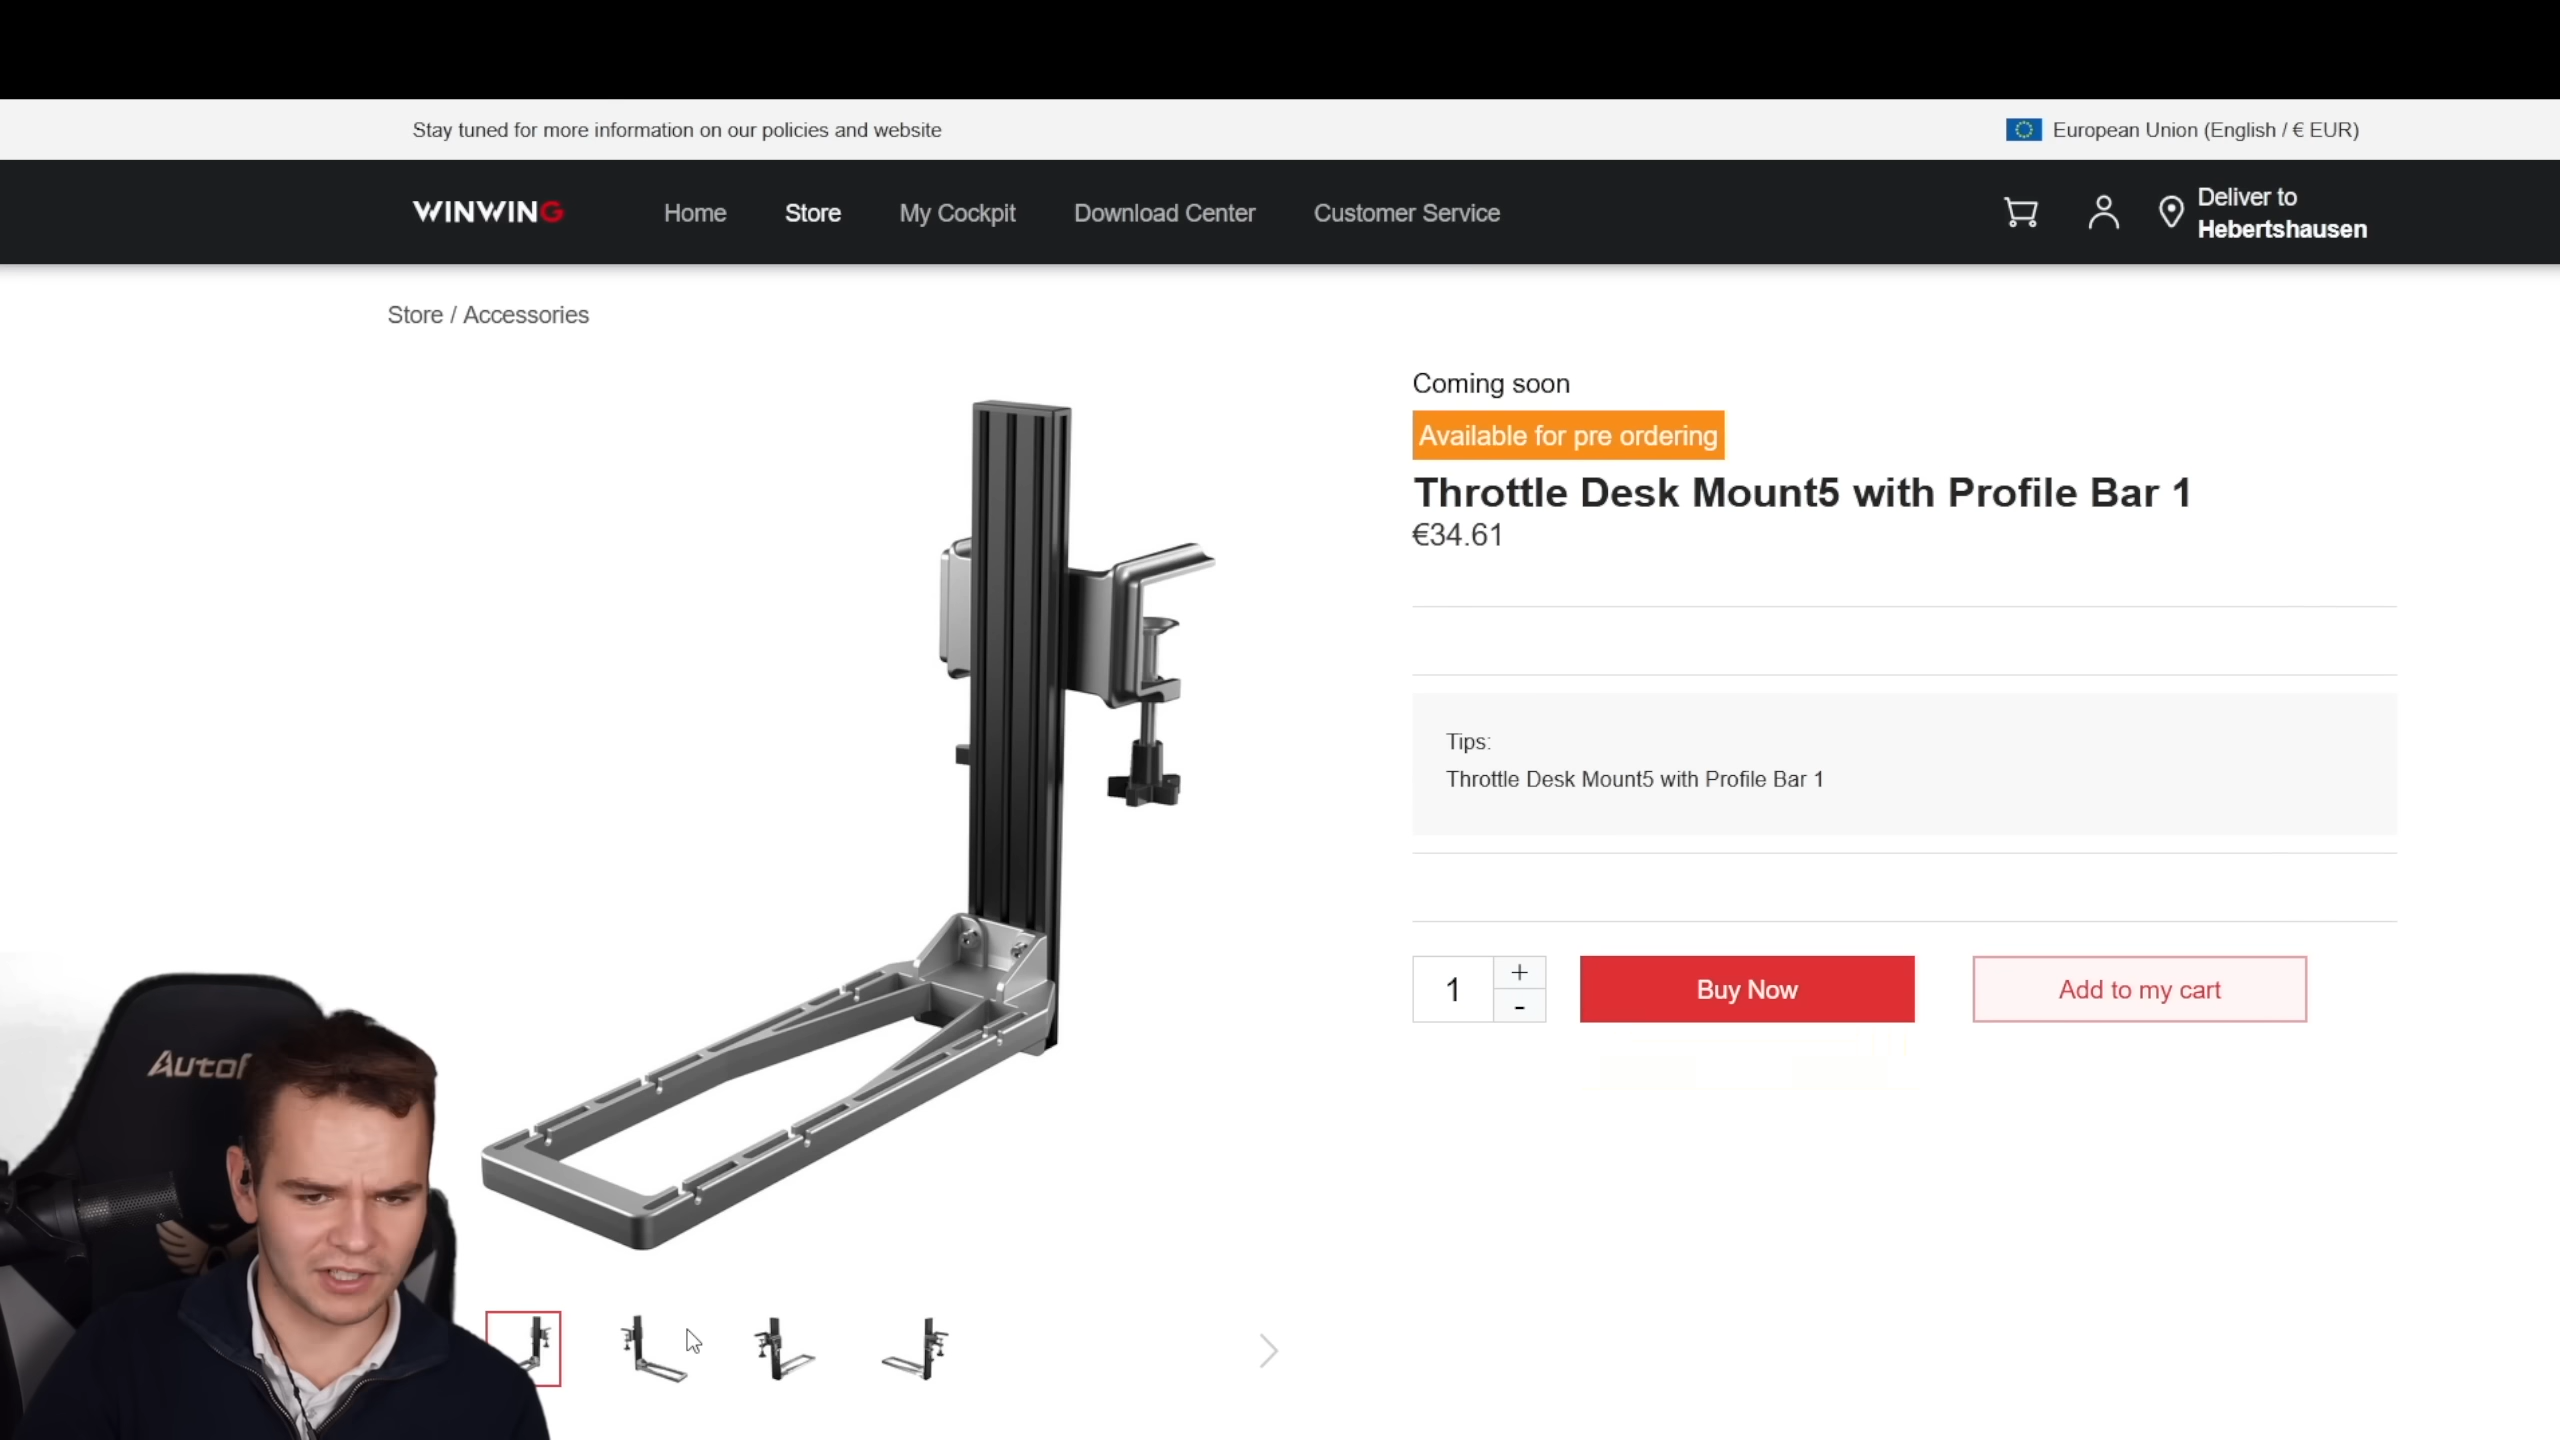 Stay tuned for more information on our policies and website
European Union (English / € EUR)
WINWING
Home
Store
My Cockpit
Download Center
Customer Service
Deliver to
Hebertshausen
Store / Accessories
Coming soon
Available for pre ordering
Throttle Desk Mount5 with Profile Bar 1
€34.61
Tips:
Throttle Desk Mount5 with Profile Bar 1
1
+
-
Buy Now
Add to my cart